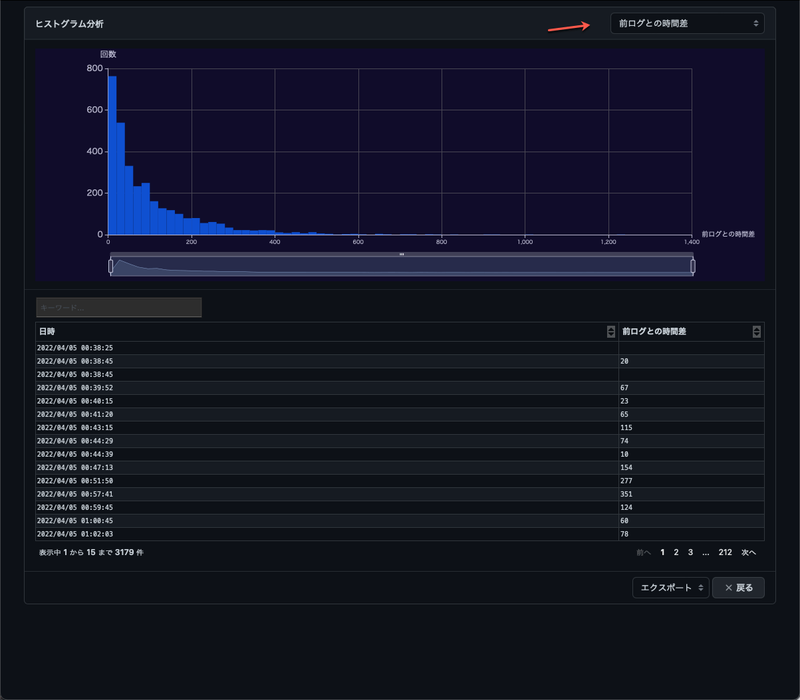 ヒストグラム分析
前ログとの時間差
回数
800
600
400
200
0
0 200 400 600 800 1,000 1,200 1,400
前ログとの時間差
キーワード...
日時 前ログとの時間差
2022/04/05 00:38:25
2022/04/05 00:38:45 20
2022/04/05 00:38:45
2022/04/05 00:39:52 67
2022/04/05 00:40:15 23
2022/04/05 00:41:20 65
2022/04/05 00:43:15 115
2022/04/05 00:44:29 74
2022/04/05 00:44:39 10
2022/04/05 00:47:13 154
2022/04/05 00:51:50 277
2022/04/05 00:57:41 351
2022/04/05 00:59:45 124
2022/04/05 01:00:45 60
2022/04/05 01:02:03 78
表示中 1 から 15 まで 3179 件 前へ 1 2 3 ... 212 次へ
エクスポート × 戻る